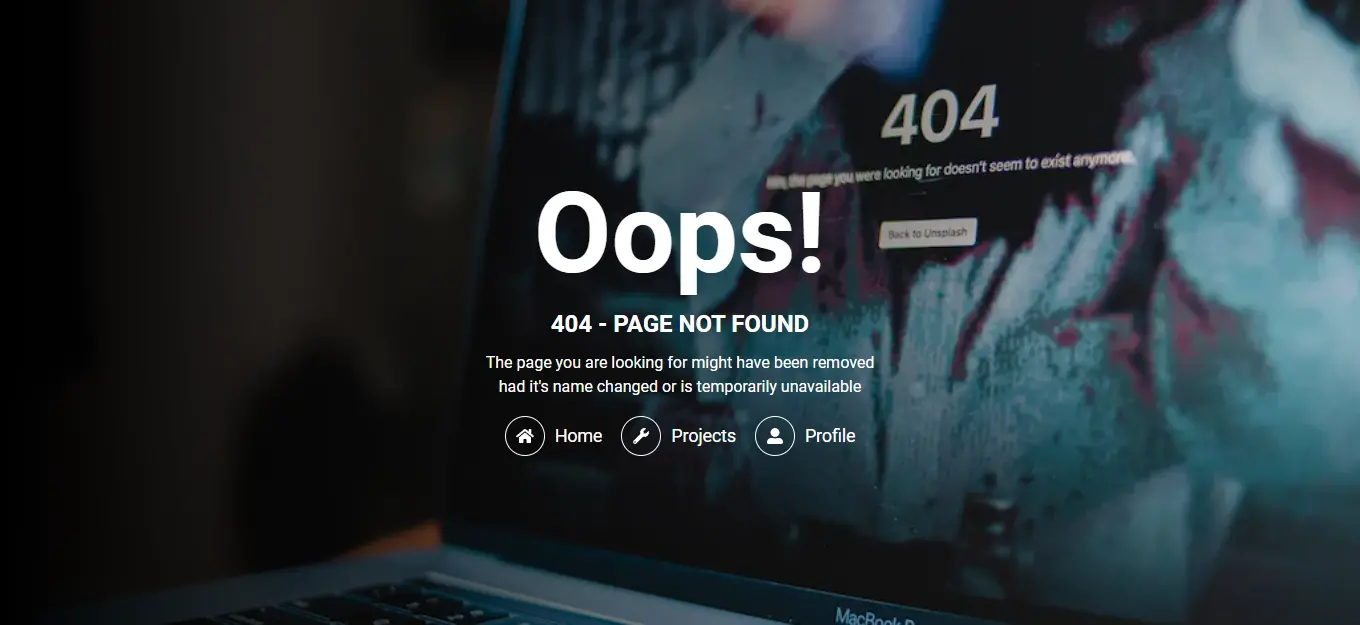 404
the page you were looking for doesn't seem to exist anymore.
Back to Unsplash
Oops!
404 - PAGE NOT FOUND
The page you are looking for might have been removed
had it's name changed or is temporarily unavailable
Home
Projects
Profile
MacBook